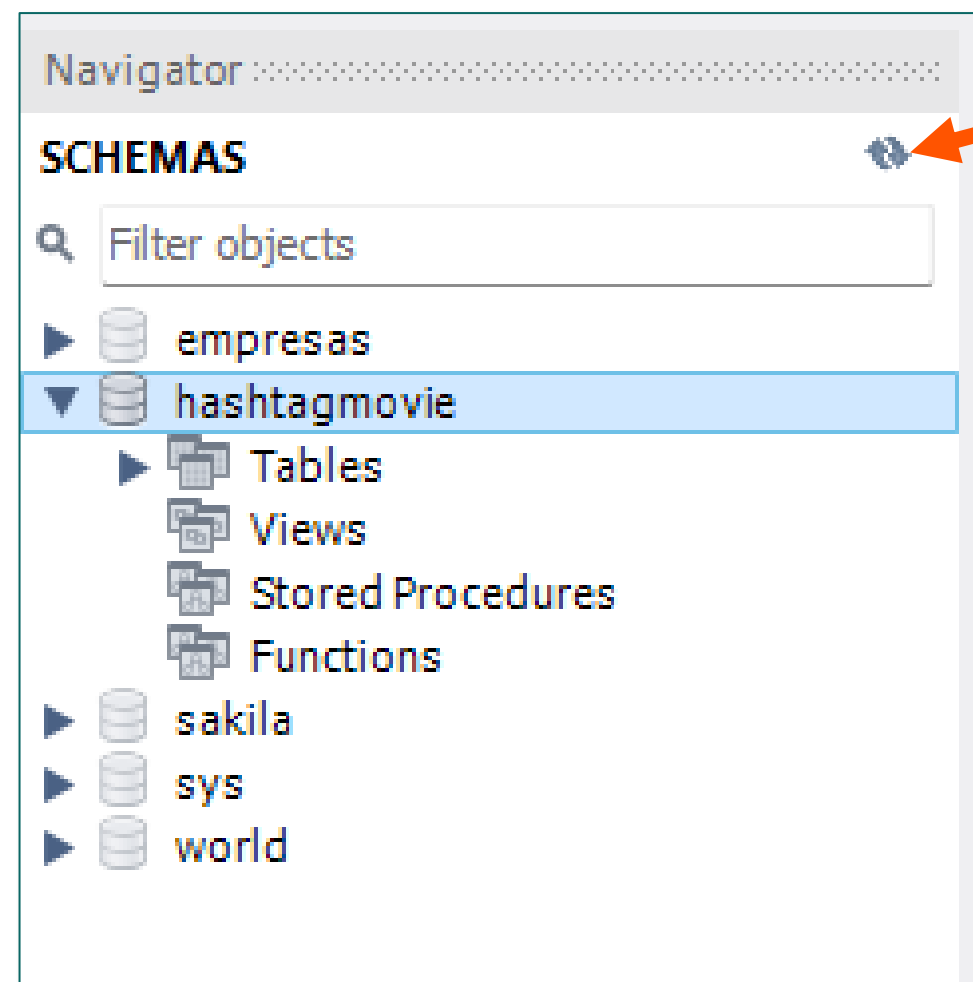 Navigator
SCHEMAS
Filter objects
empresas
hashtagmovie
Tables
Views
Stored Procedures
Functions
sakila
sys
world